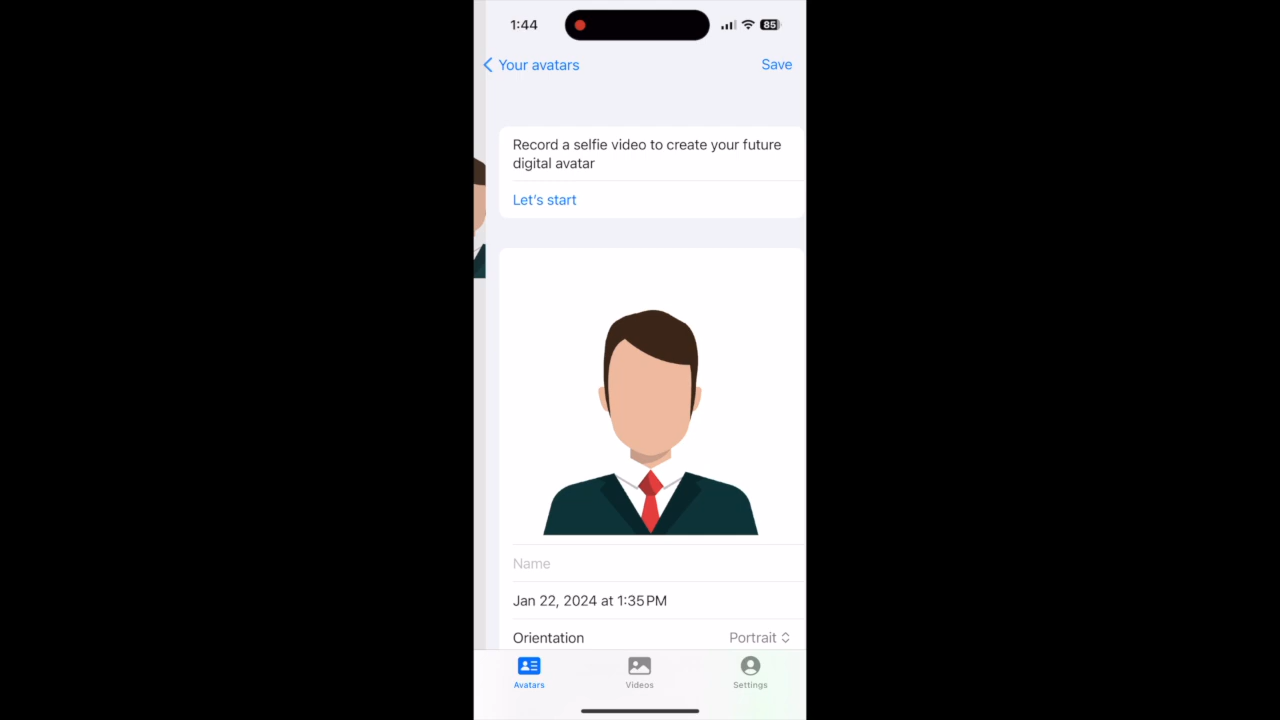 1:44
85
Your avatars
Save
Record a selfie video to create your future
digital avatar
Let's start
Name
Jan 22, 2024 at 1:35 PM
Orientation
Portrait
Avatars
Videos
Settings